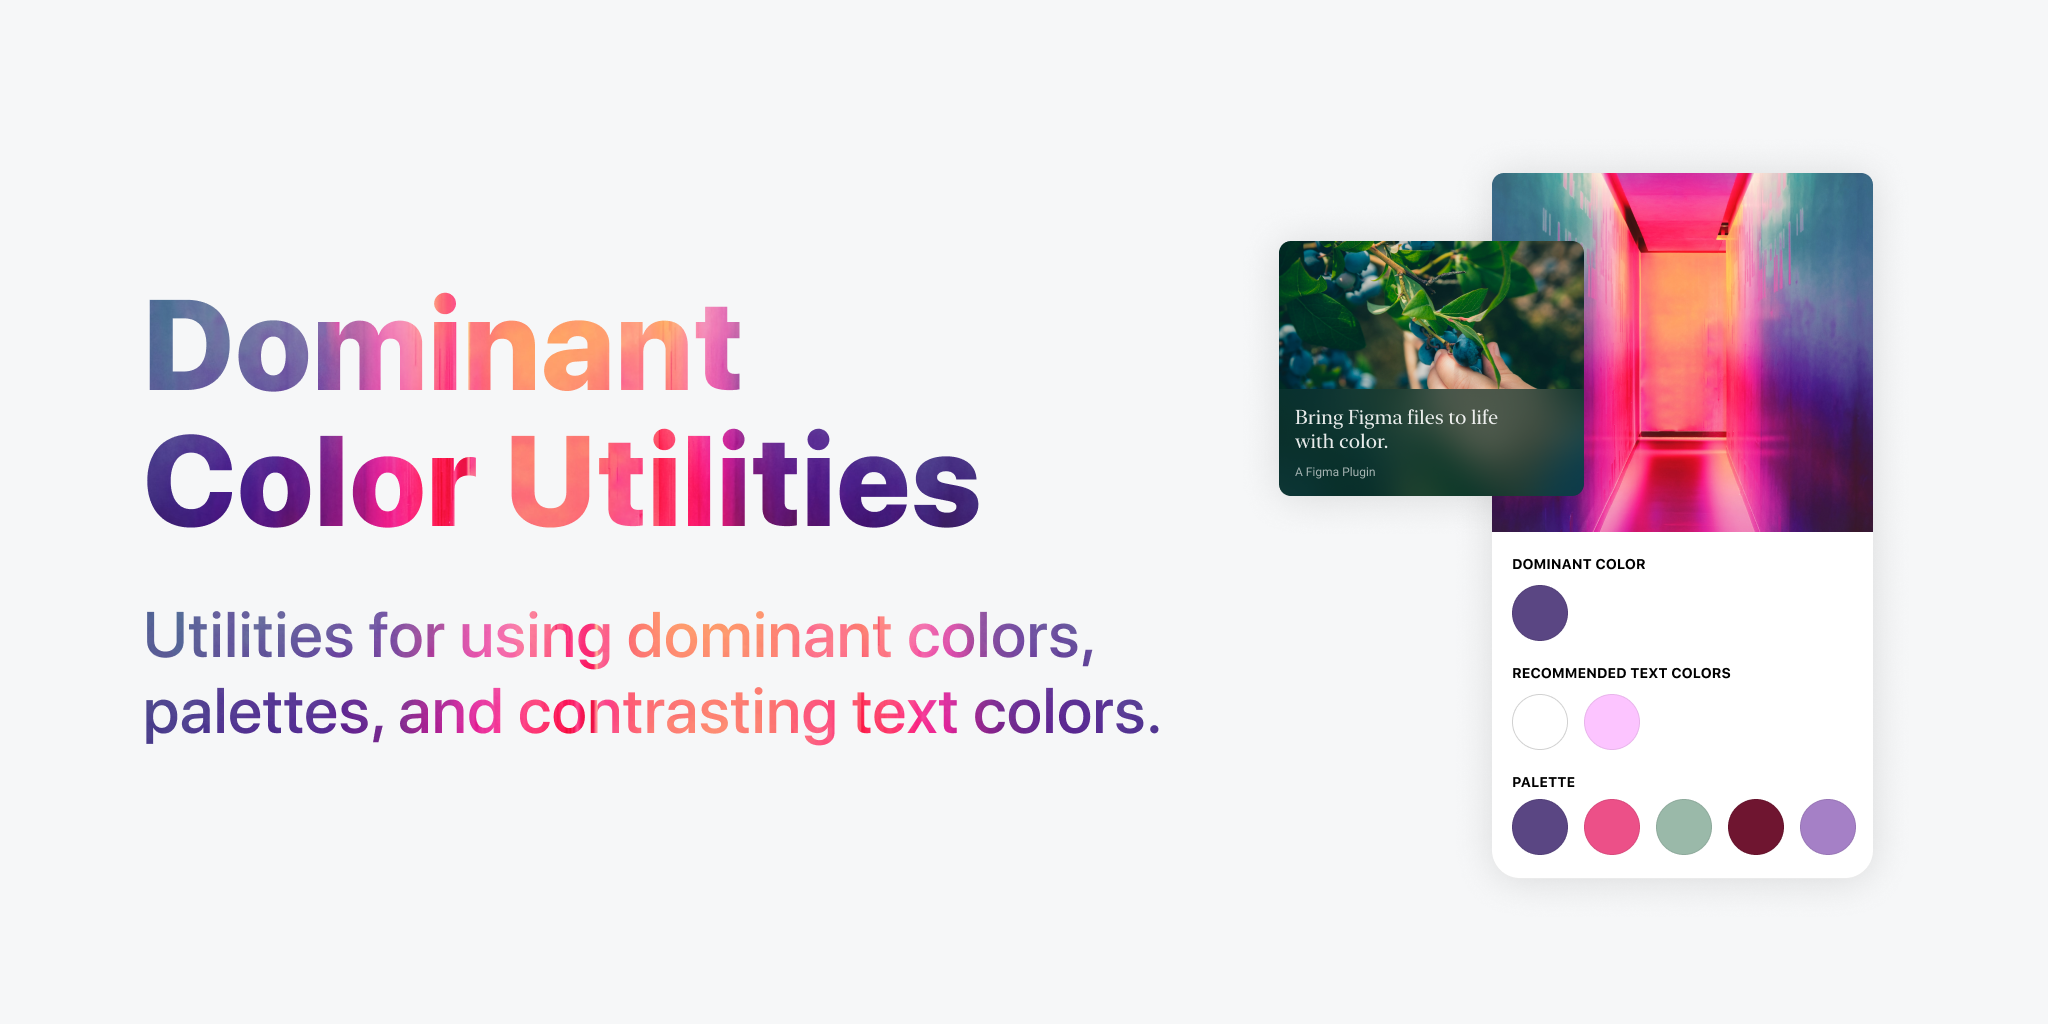 Dominant
Color Utilities
Utilities for using dominant colors,
palettes, and contrasting text colors.
Bring Figma files to life
with color.
A Figma Plugin
DOMINANT COLOR
RECOMMENDED TEXT COLORS
PALETTE